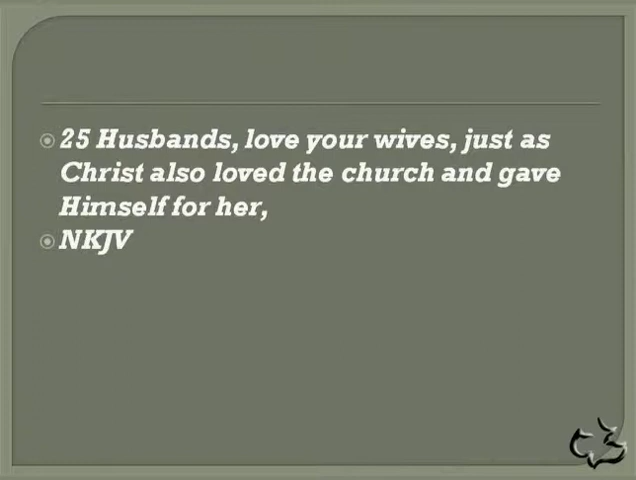 25 Husbands, love your wives, just as
Christ also loved the church and gave
Himself for her,
NKJV